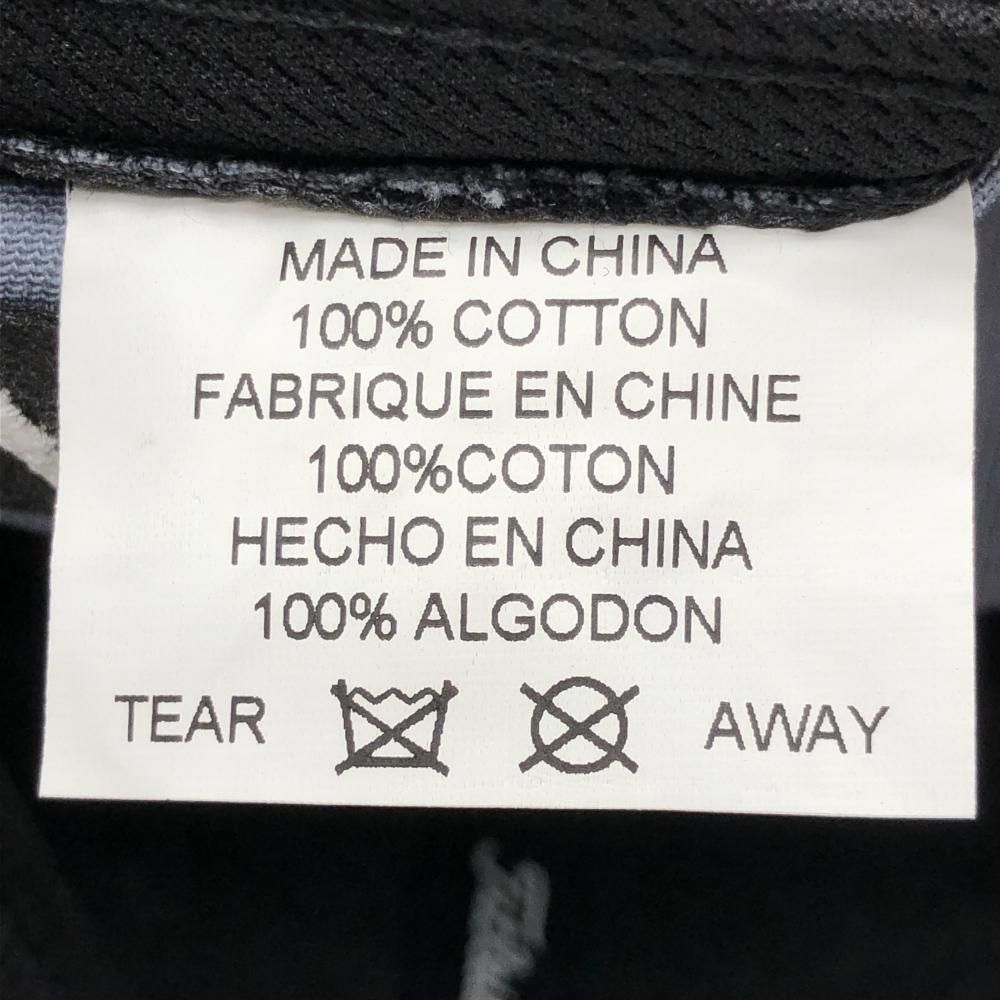 MADE IN CHINA
100% COTTON
FABRIQUE EN CHINE
100%COTON
HECHO EN CHINA
100% ALGODON
TEAR AWAY